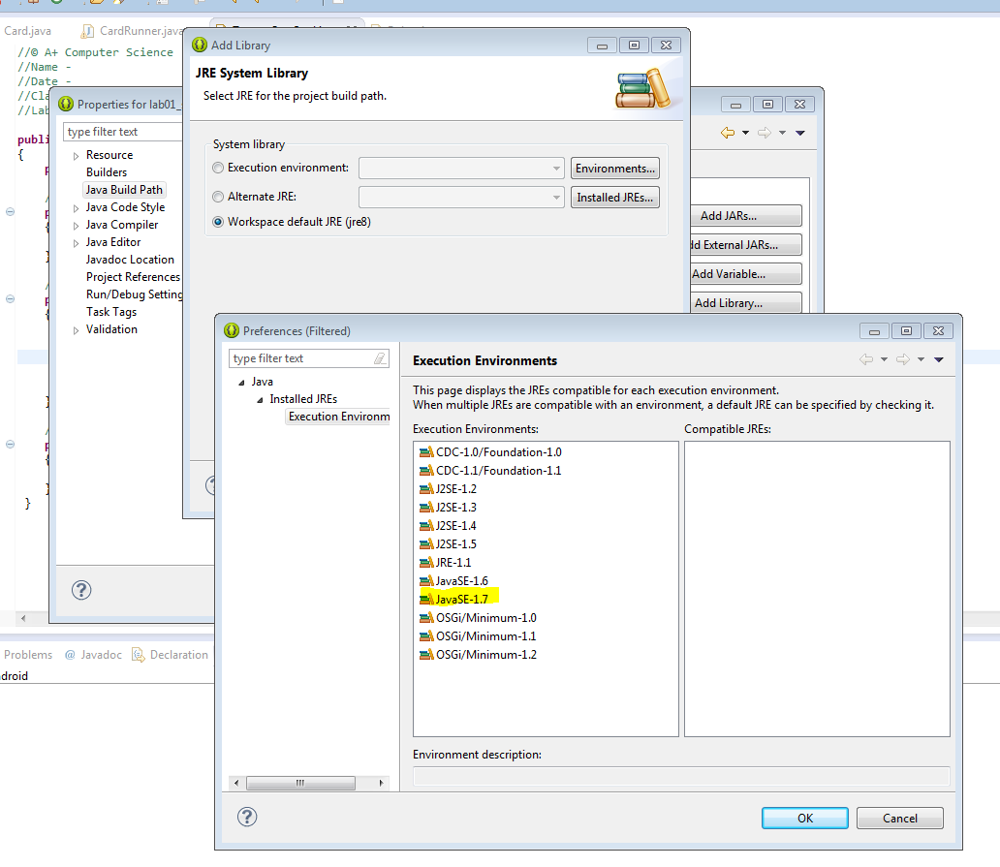 Card.java
CardRunner.java
//© A+ Computer Science
//Name -
//Date -
//Cla
//Lab
publi
{
}
Properties for lab01_
type filter text
Resource
Builders
Java Build Path
Java Code Style
Java Compiler
Java Editor
Javadoc Location
Project References
Run/Debug Setting
Task Tags
Validation
Add JARs...
dd External JARs...
Add Variable...
Add Library...
Add Library
JRE System Library
Select JRE for the project build path.
System library
Execution environment:
Environments...
Alternate JRE:
Installed JREs...
Workspace default JRE (jre8)
Preferences (Filtered)
type filter text
Java
Installed JREs
Execution Environm
Execution Environments
This page displays the JREs compatible for each execution environment.
When multiple JREs are compatible with an environment, a default JRE can be specified by checking it.
Execution Environments:
Compatible JREs:
CDC-1.0/Foundation-1.0
CDC-1.1/Foundation-1.1
J2SE-1.2
J2SE-1.3
J2SE-1.4
J2SE-1.5
JRE-1.1
JavaSE-1.6
JavaSE-1.7
OSGi/Minimum-1.0
OSGi/Minimum-1.1
OSGi/Minimum-1.2
Environment description:
OK
Cancel
Problems
@ Javadoc
Declaration
droid